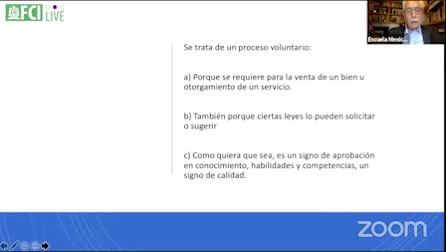 FCI
LIVE
Escuela Mexic...
Se trata de un proceso voluntario:
a) Porque se requiere para la venta de un bien u
otorgamiento de un servicio.
b) También porque ciertas leyes lo pueden solicitar
o sugerir
c) Como quiera que sea, es un signo de aprobación
en conocimiento, habilidades y competencias, un
signo de calidad.
zoom